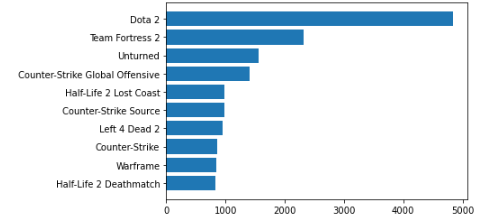 Dota 2
Team Fortress 2
Unturned
Counter-Strike Global Offensive
Half-Life 2 Lost Coast
Counter-Strike Source
Left 4 Dead 2
Counter-Strike
Warframe
Half-Life 2 Deathmatch
0 1000 2000 3000 4000 5000